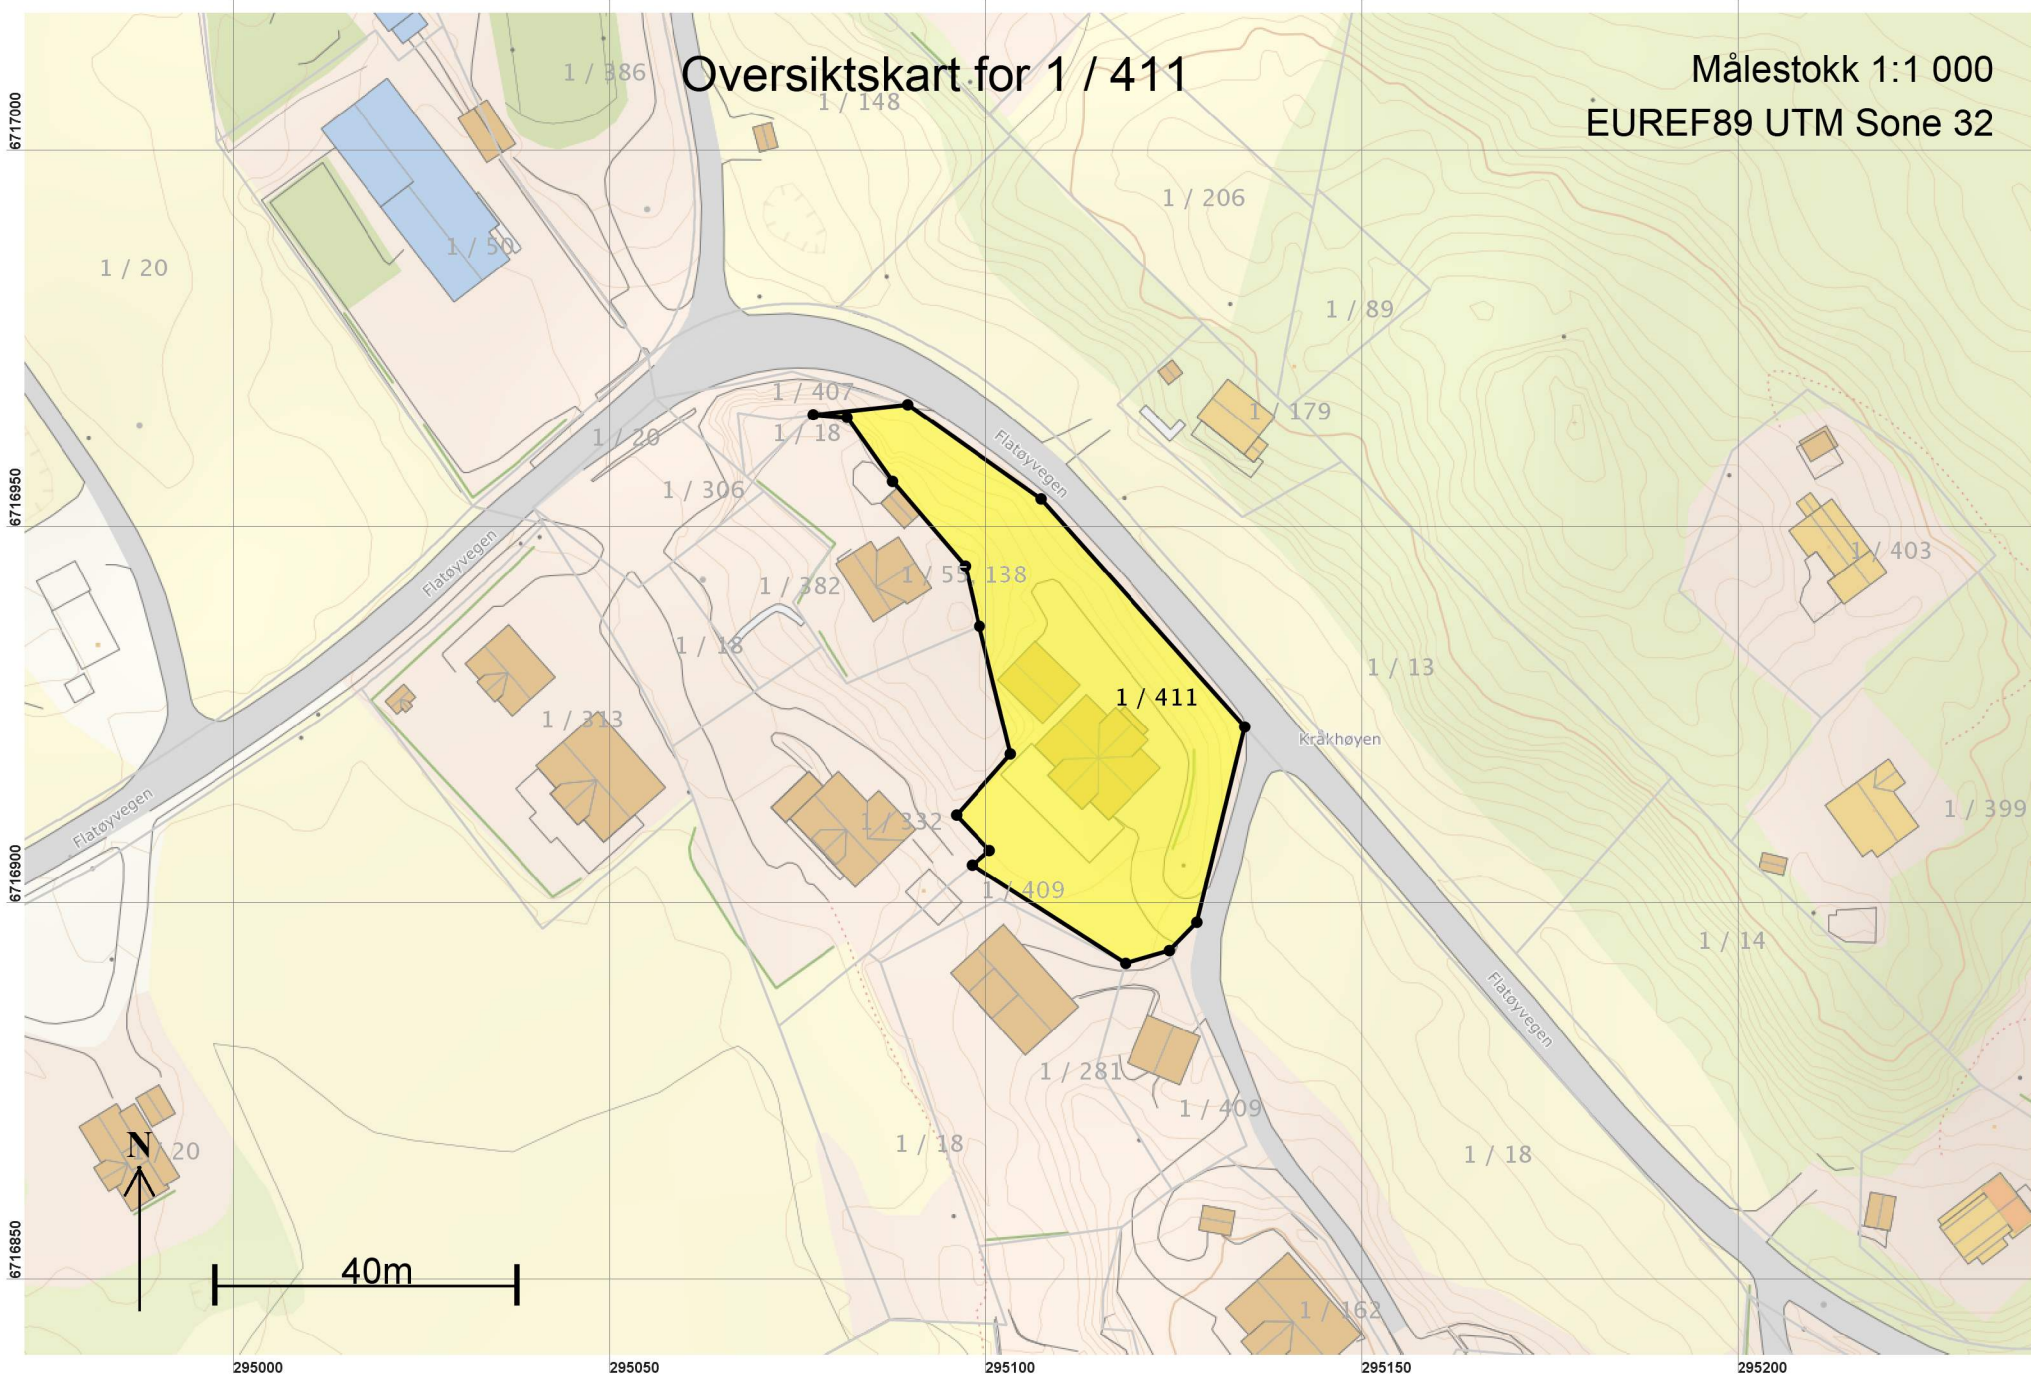 Oversiktskart for 1 / 411
Målestokk 1:1 000
EUREF89 UTM Sone 32
6717000
6716950
6716900
6716850
1 / 386
1 / 148
1 / 206
1 / 50
1 / 20
1 / 89
1 / 407
1 / 179
1 / 18
1 / 20
Flatøyvegen
1 / 306
1 / 403
Flatøyvegen
1 / 55, 138
1 / 382
1 / 18
1 / 13
1 / 411
1 / 313
Kråkhøyen
Flatøyvegen
1 / 332
1 / 399
1 / 409
1 / 14
Flatøyvegen
1 / 281
1 / 409
1 / 18
1 / 18
N
1 / 20
40m
1 / 162
295000
295050
295100
295150
295200